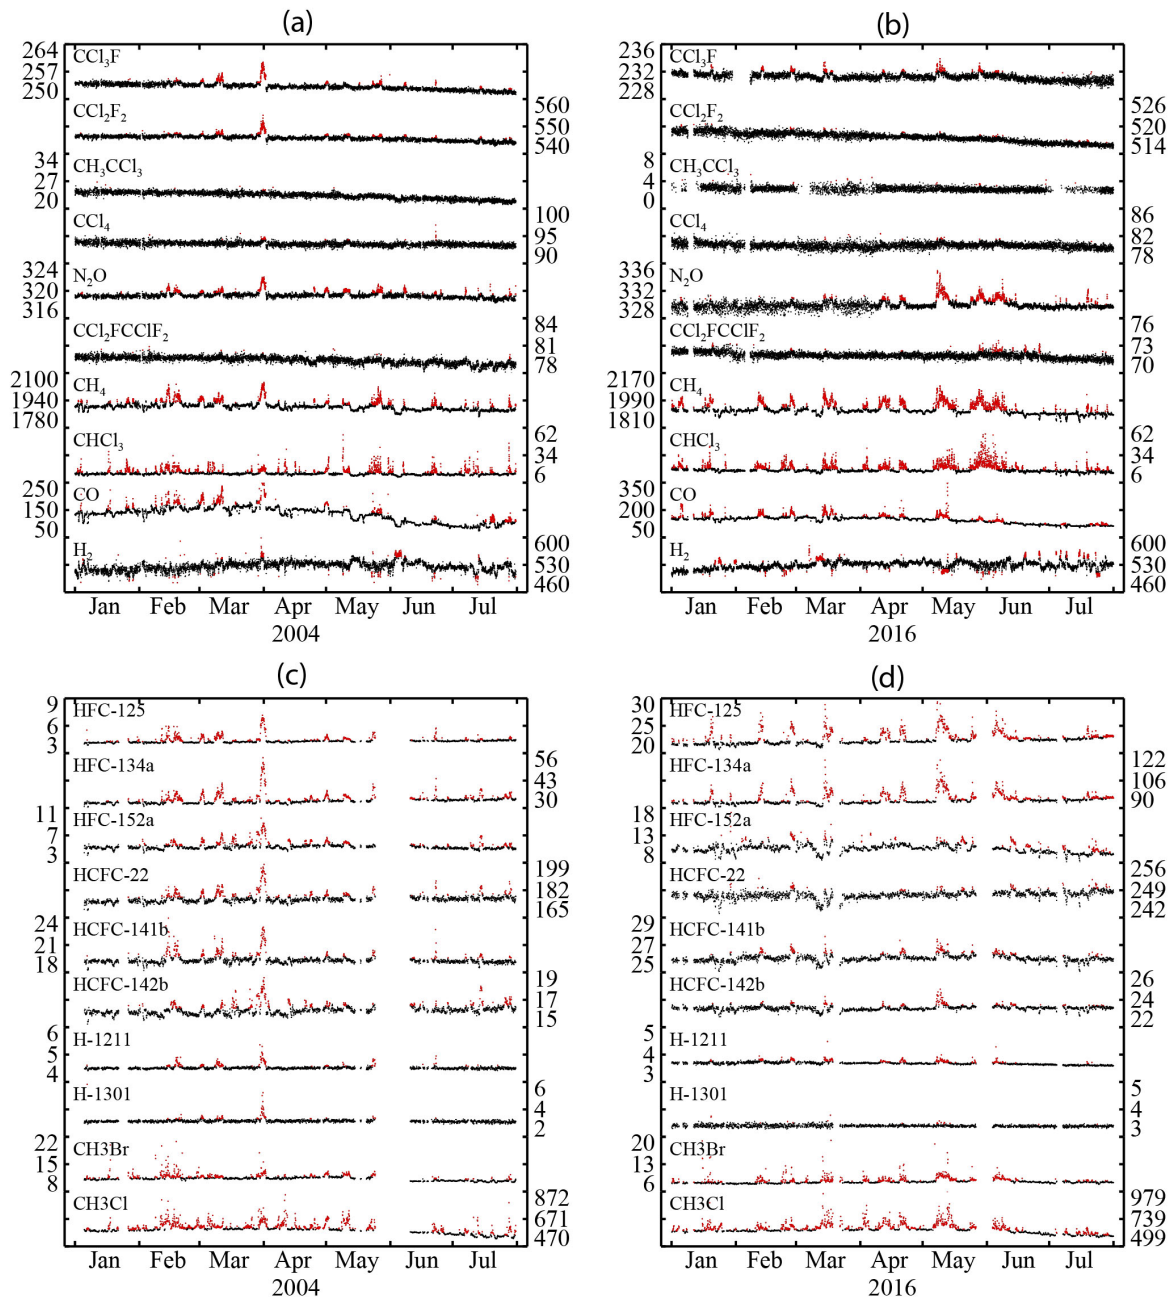 (a)
264
257
250
CCl3F
560
550
540
CCl2F2
34
27
20
CH3CCl3
100
95
90
CCl4
324
320
316
N2O
84
81
78
CCl2FCClF2
2100
1940
1780
CH4
62
34
6
CHCl3
250
150
50
CO
600
530
460
H2
Jan Feb Mar Apr May Jun Jul
2004
(b)
236
232
228
CCl3F
526
520
514
CCl2F2
8
4
0
CH3CCl3
86
82
78
CCl4
336
332
328
N2O
76
73
70
CCl2FCClF2
2170
1990
1810
CH4
62
34
6
CHCl3
350
200
50
CO
600
530
460
H2
Jan Feb Mar Apr May Jun Jul
2016
(c)
9
6
3
HFC-125
56
43
30
HFC-134a
11
7
3
HFC-152a
199
182
165
HCFC-22
24
21
18
HCFC-141b
19
17
15
HCFC-142b
6
5
4
H-1211
6
4
2
H-1301
22
15
8
CH3Br
872
671
470
CH3Cl
Jan Feb Mar Apr May Jun Jul
2004
(d)
30
25
20
HFC-125
122
106
90
HFC-134a
18
13
8
HFC-152a
256
249
242
HCFC-22
29
27
25
HCFC-141b
26
24
22
HCFC-142b
5
4
3
H-1211
5
4
3
H-1301
20
13
6
CH3Br
979
739
499
CH3Cl
Jan Feb Mar Apr May Jun Jul
2016